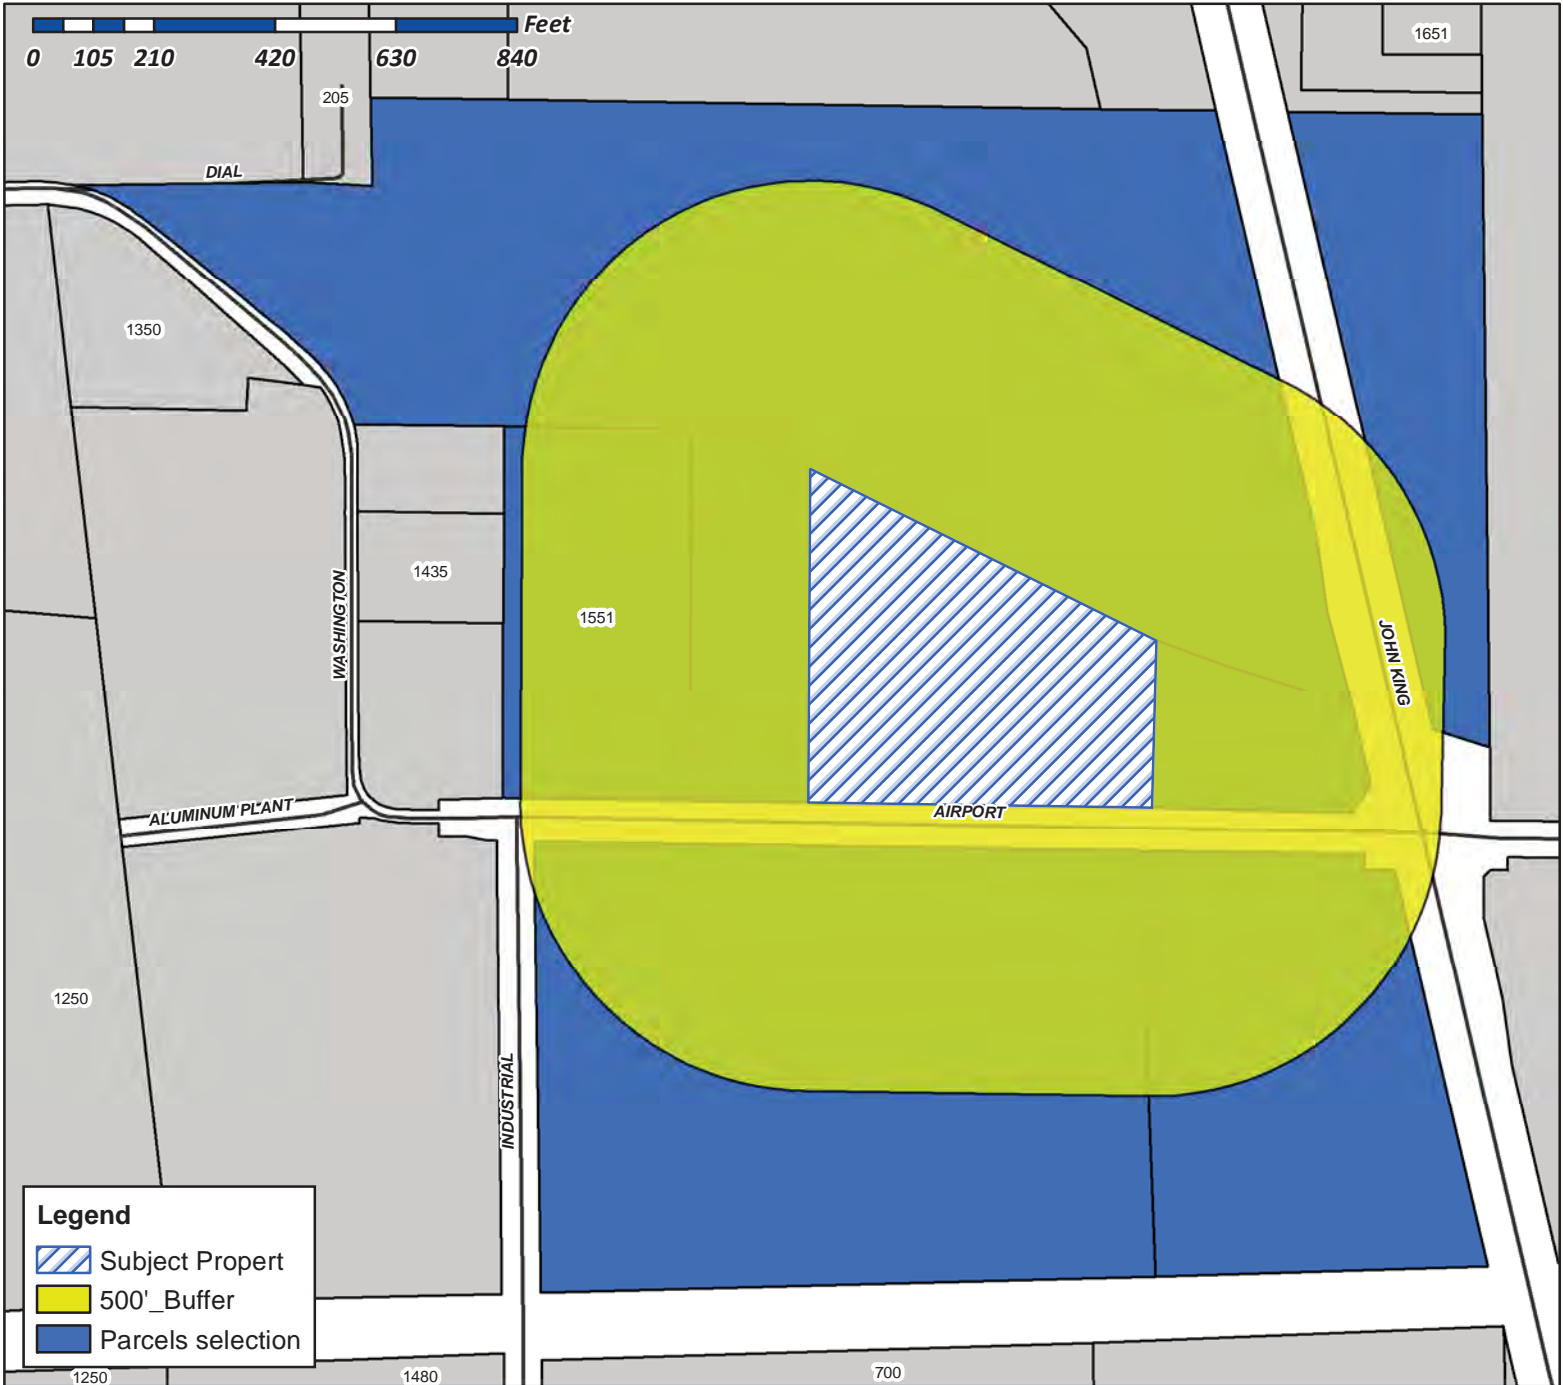 Feet
0 105 210 420 630 840
1651
205
DIAL
1350
1435
WASHINGTON
1551
JOHN KING
ALUMINUM PLANT
AIRPORT
1250
INDUSTRIAL
Legend
Subject Propert
500'_Buffer
Parcels selection
1250
1480
700